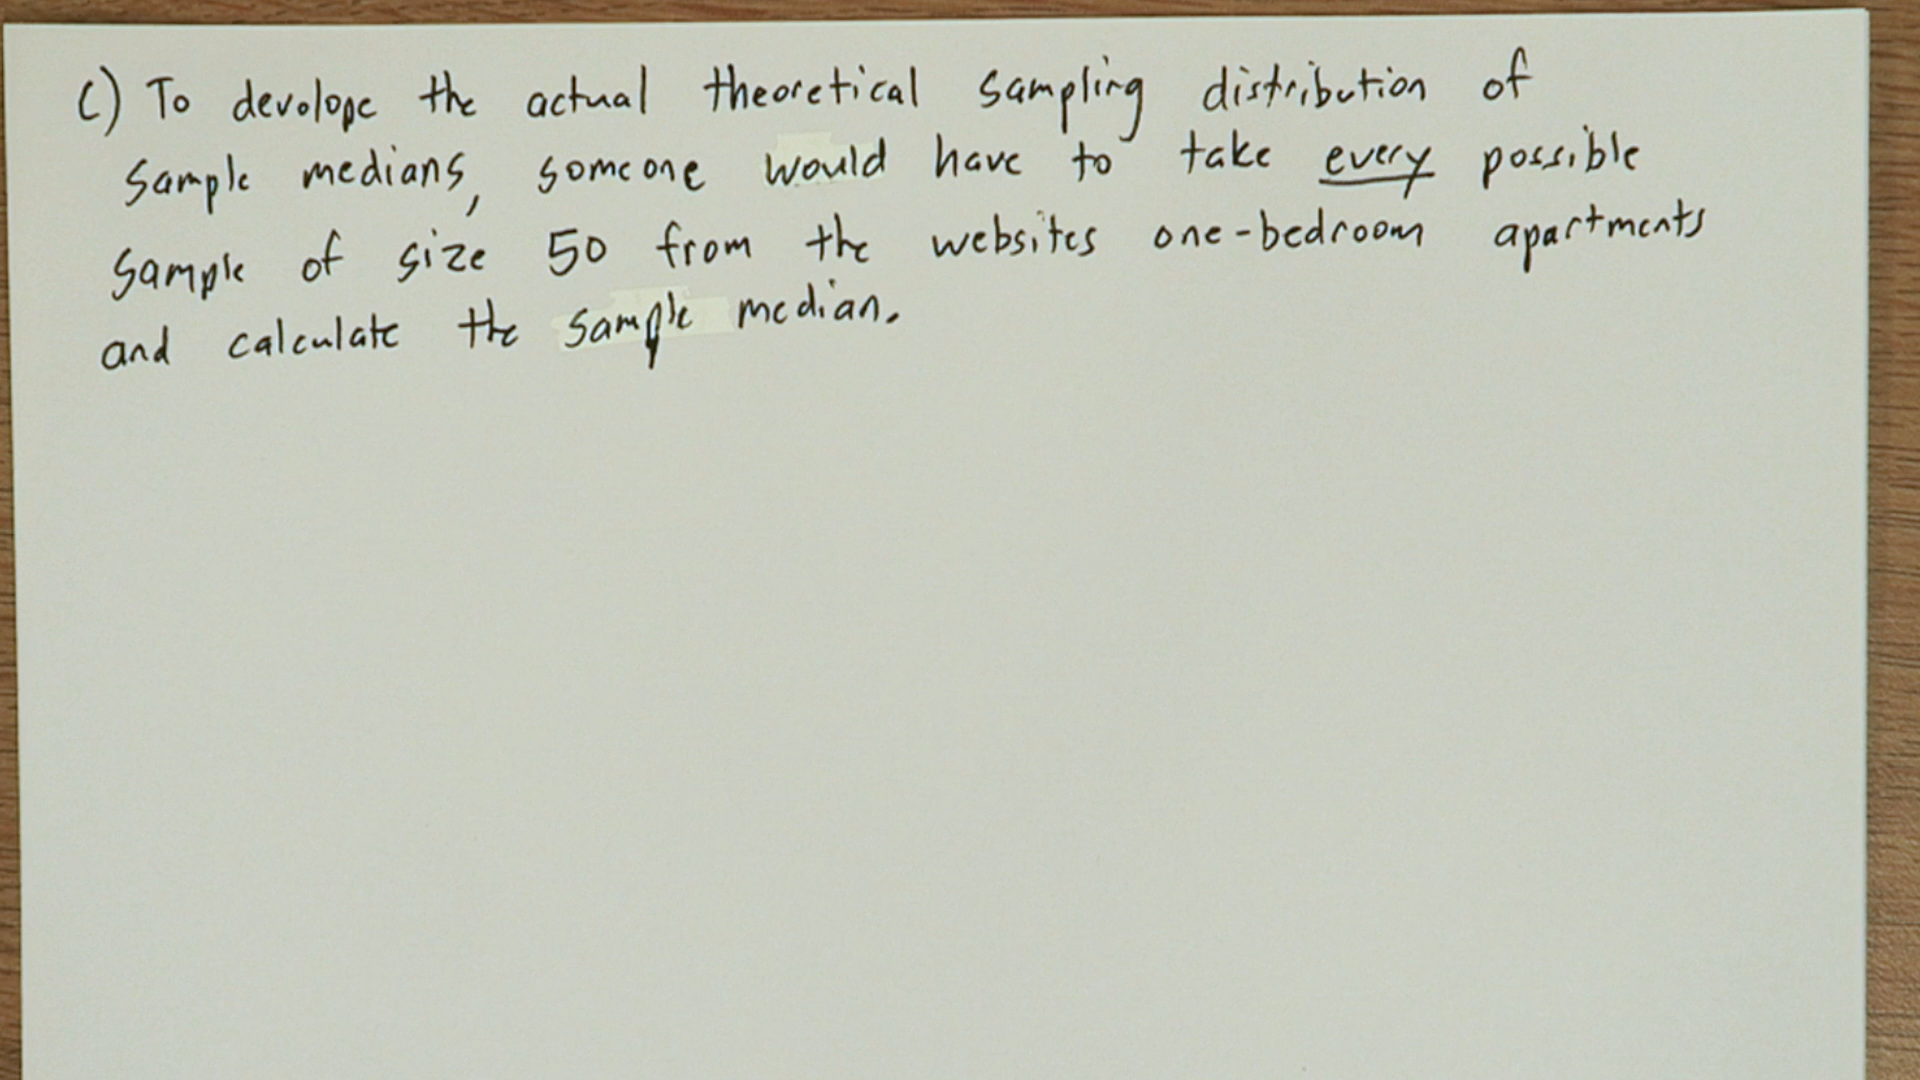 C) To devolope the actual theoretical sampling distribution of
sample medians, someone would have to take every possible
sample of size 50 from the websites one-bedroom apartments
and calculate the sample median.